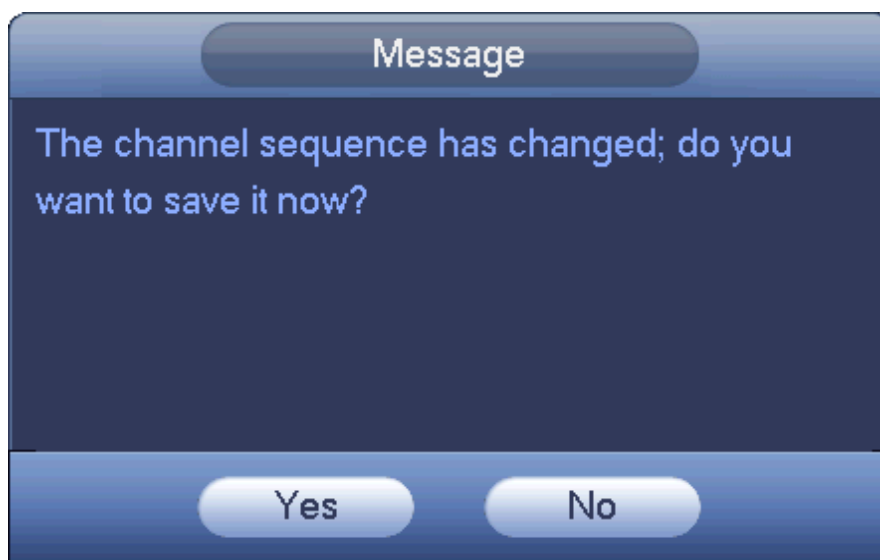 Message
The channel sequence has changed; do you
want to save it now?
Yes
No